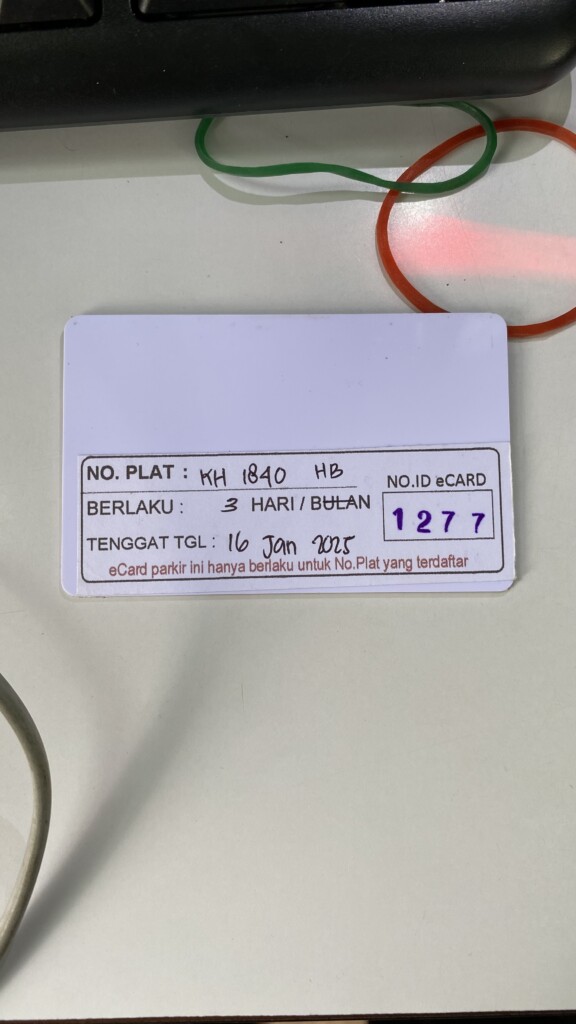 NO. PLAT : KH 1840 HB
NO.ID eCARD
BERLAKU : 3 HARI / BULAN
1277
TENGGAT TGL : 16 Jan 2025
eCard parkir ini hanya berlaku untuk No.Plat yang terdaftar